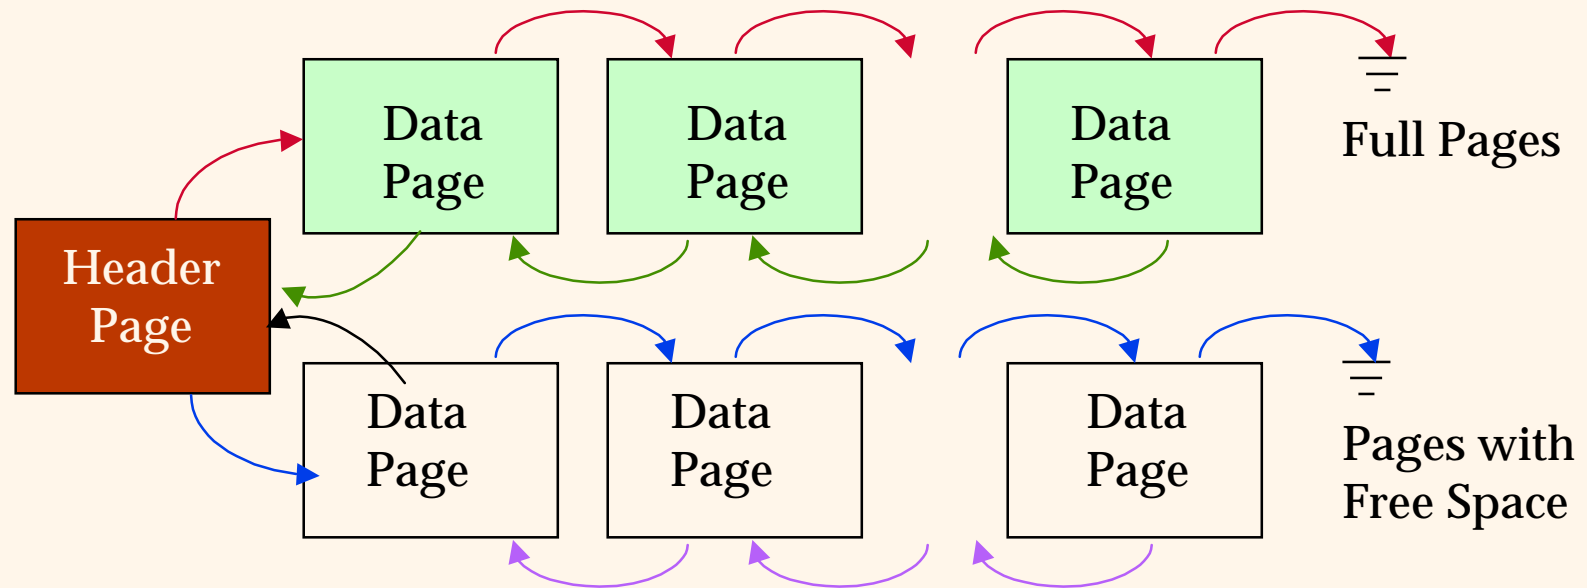 Data
Page
Data
Page
Data
Page
Full Pages
Header
Page
Data
Page
Data
Page
Data
Page
Pages with
Free Space